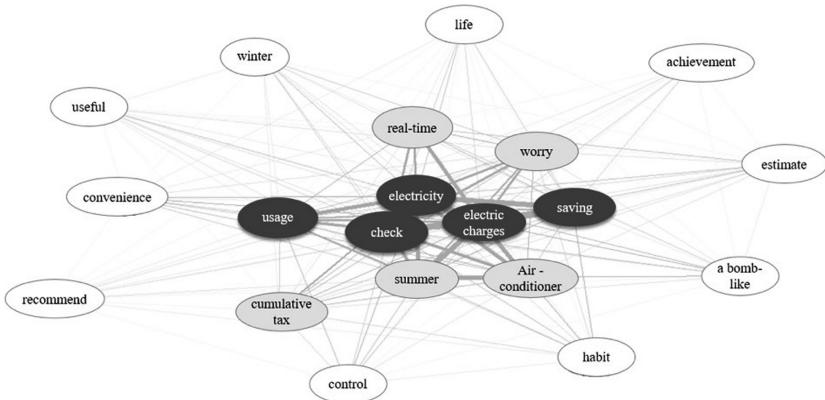 life
winter
achievement
useful
real-time
worry
estimate
convenience
electricity
saving
usage
electric
charges
check
a bomb-
like
summer
Air -
conditioner
recommend
cumulative
tax
habit
control